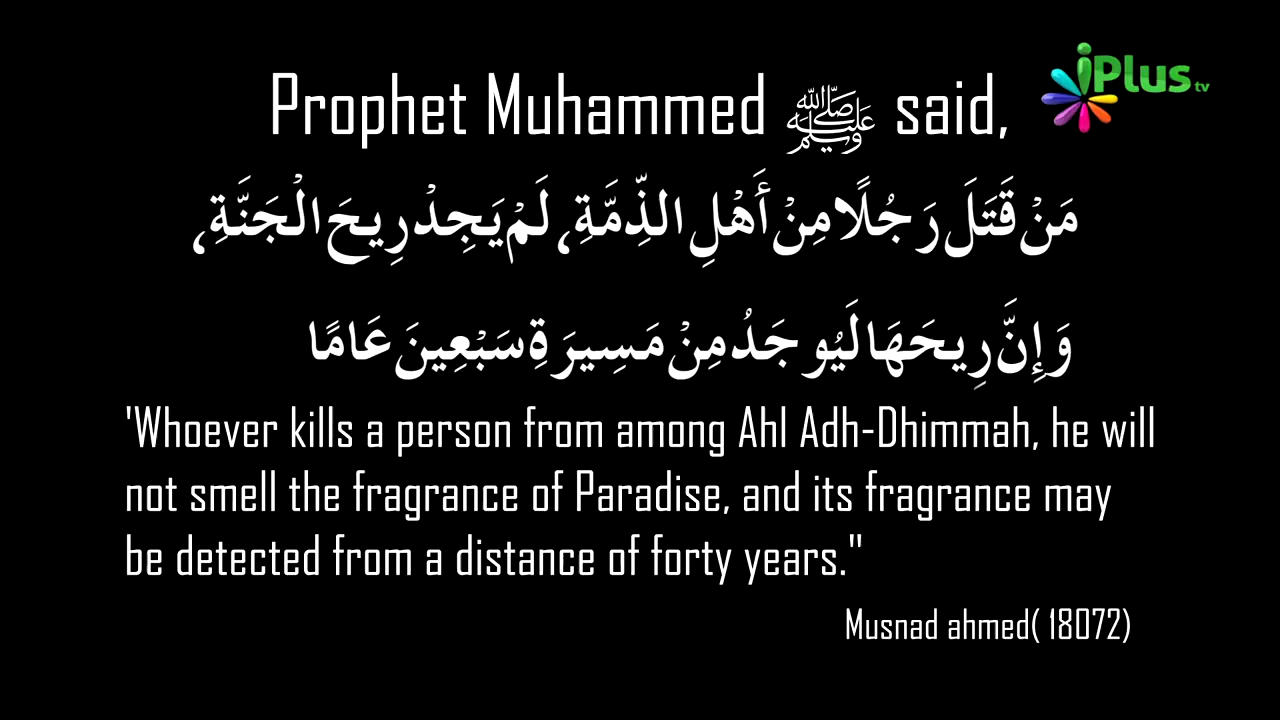 Prophet Muhammed ﷺ said,
iPlus tv
مَنْ قَتَلَ رَجُلًا مِنْ أَهْلِ الذِّمَّةِ، لَمْ يَجِدْ رِيحَ الْجَنَّةِ،
وَإِنَّ رِيحَهَا لَيُوجَدُ مِنْ مَسِيرَةِ سَبْعِينَ عَامًا
'Whoever kills a person from among Ahl Adh-Dhimmah, he will
not smell the fragrance of Paradise, and its fragrance may
be detected from a distance of forty years."
Musnad ahmed( 18072)